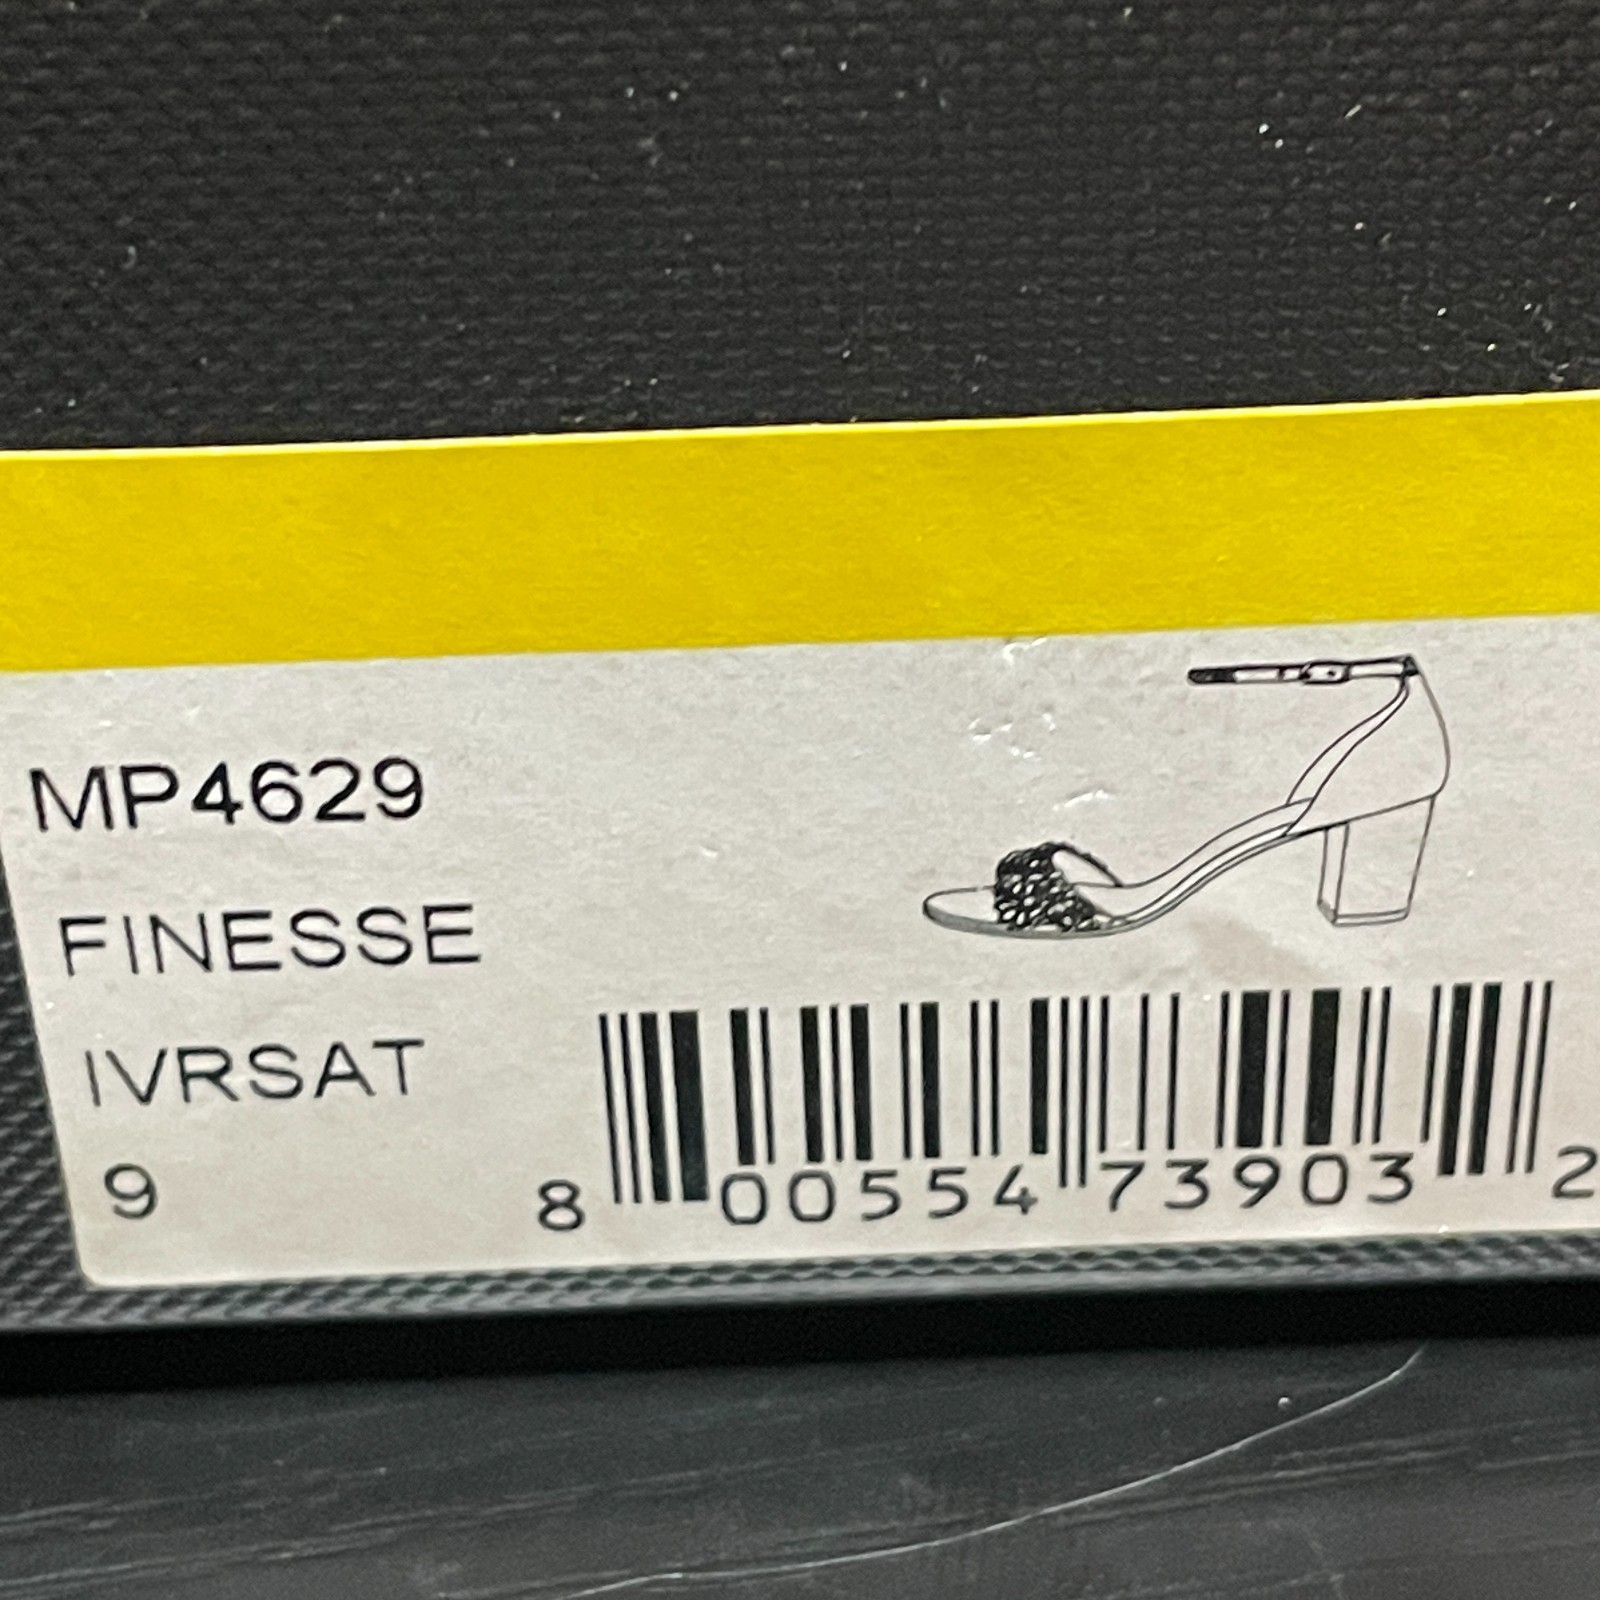 MP4629
FINESSE
IVRSAT
9
8 00554 73903 2